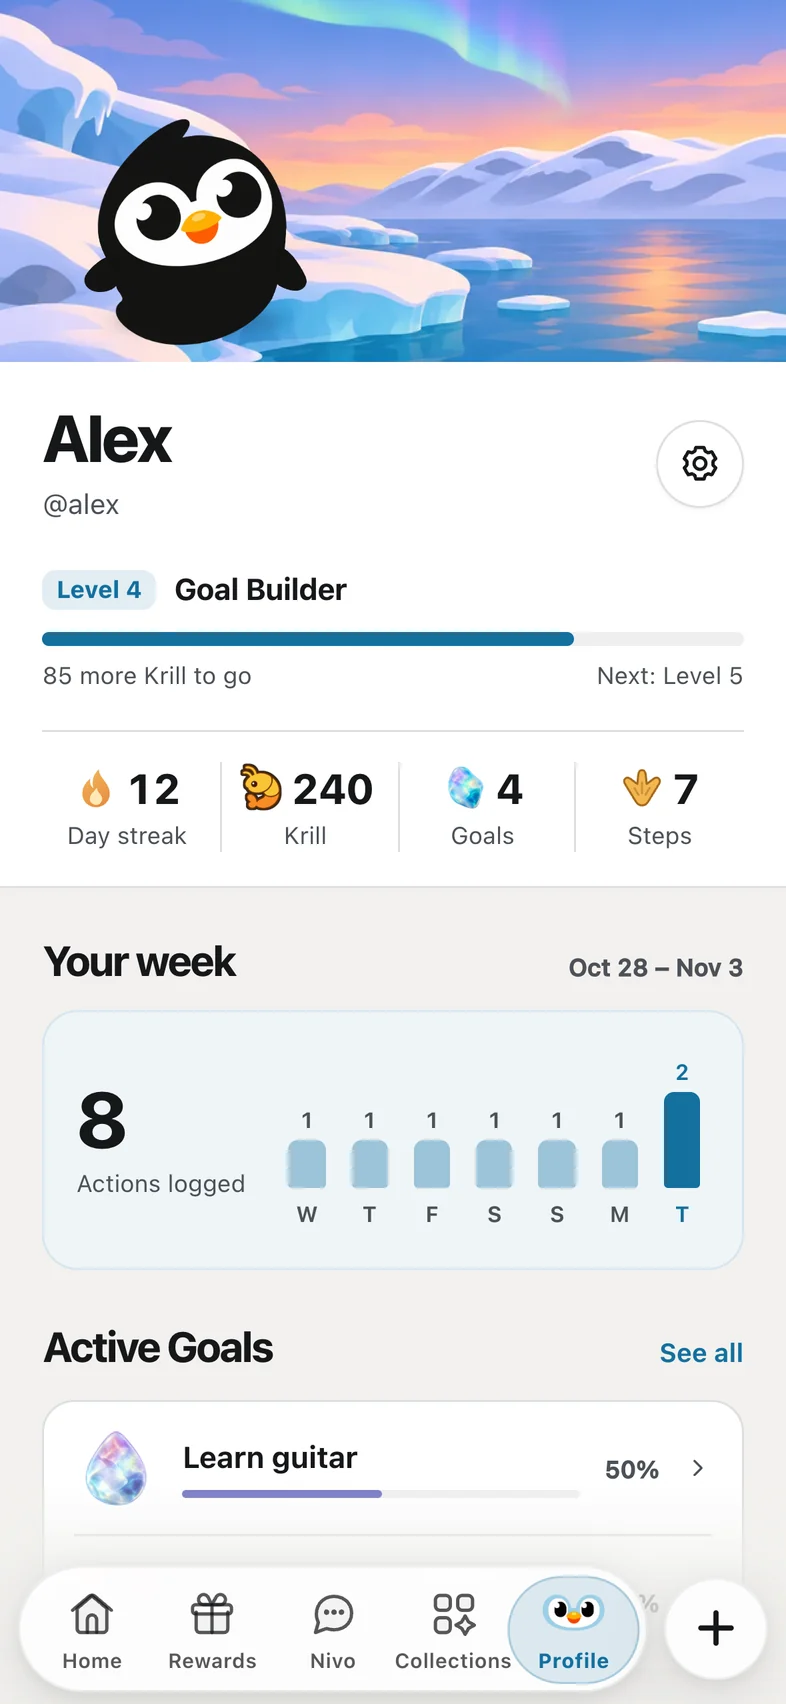 Alex
@alex
Level 4 Goal Builder
85 more Krill to go Next: Level 5
12 240 4 7
Day streak Krill Goals Steps
Your week Oct 28 – Nov 3
2
8 1 1 1 1 1 1
Actions logged
W T F S S M T
Active Goals See all
Learn guitar 50%
%
Home Rewards Nivo Collections Profile